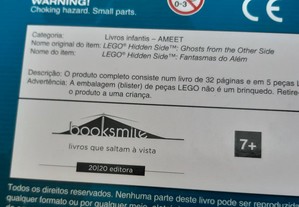 WARNING!
Choking hazard. Small parts.
0-3
CE
Categoria: Livros infantis – AMEET
Nome original do item: LEGO® Hidden Side™: Ghosts from the Other Side
Nome do item: LEGO® Hidden Side™: Fantasmas do Além
Descrição: O produto completo consiste num livro de 32 páginas e em 5 peças L
Advertência: A embalagem (blister) de peças LEGO não é um brinquedo. Retire-
o produto a uma criança.
booksmile
livros que saltam à vista
20|20 editora
7+
Todos os direitos reservados. Nenhuma parte deste livro pode ser reproduzida
qualquer formato ou por qualquer meio,